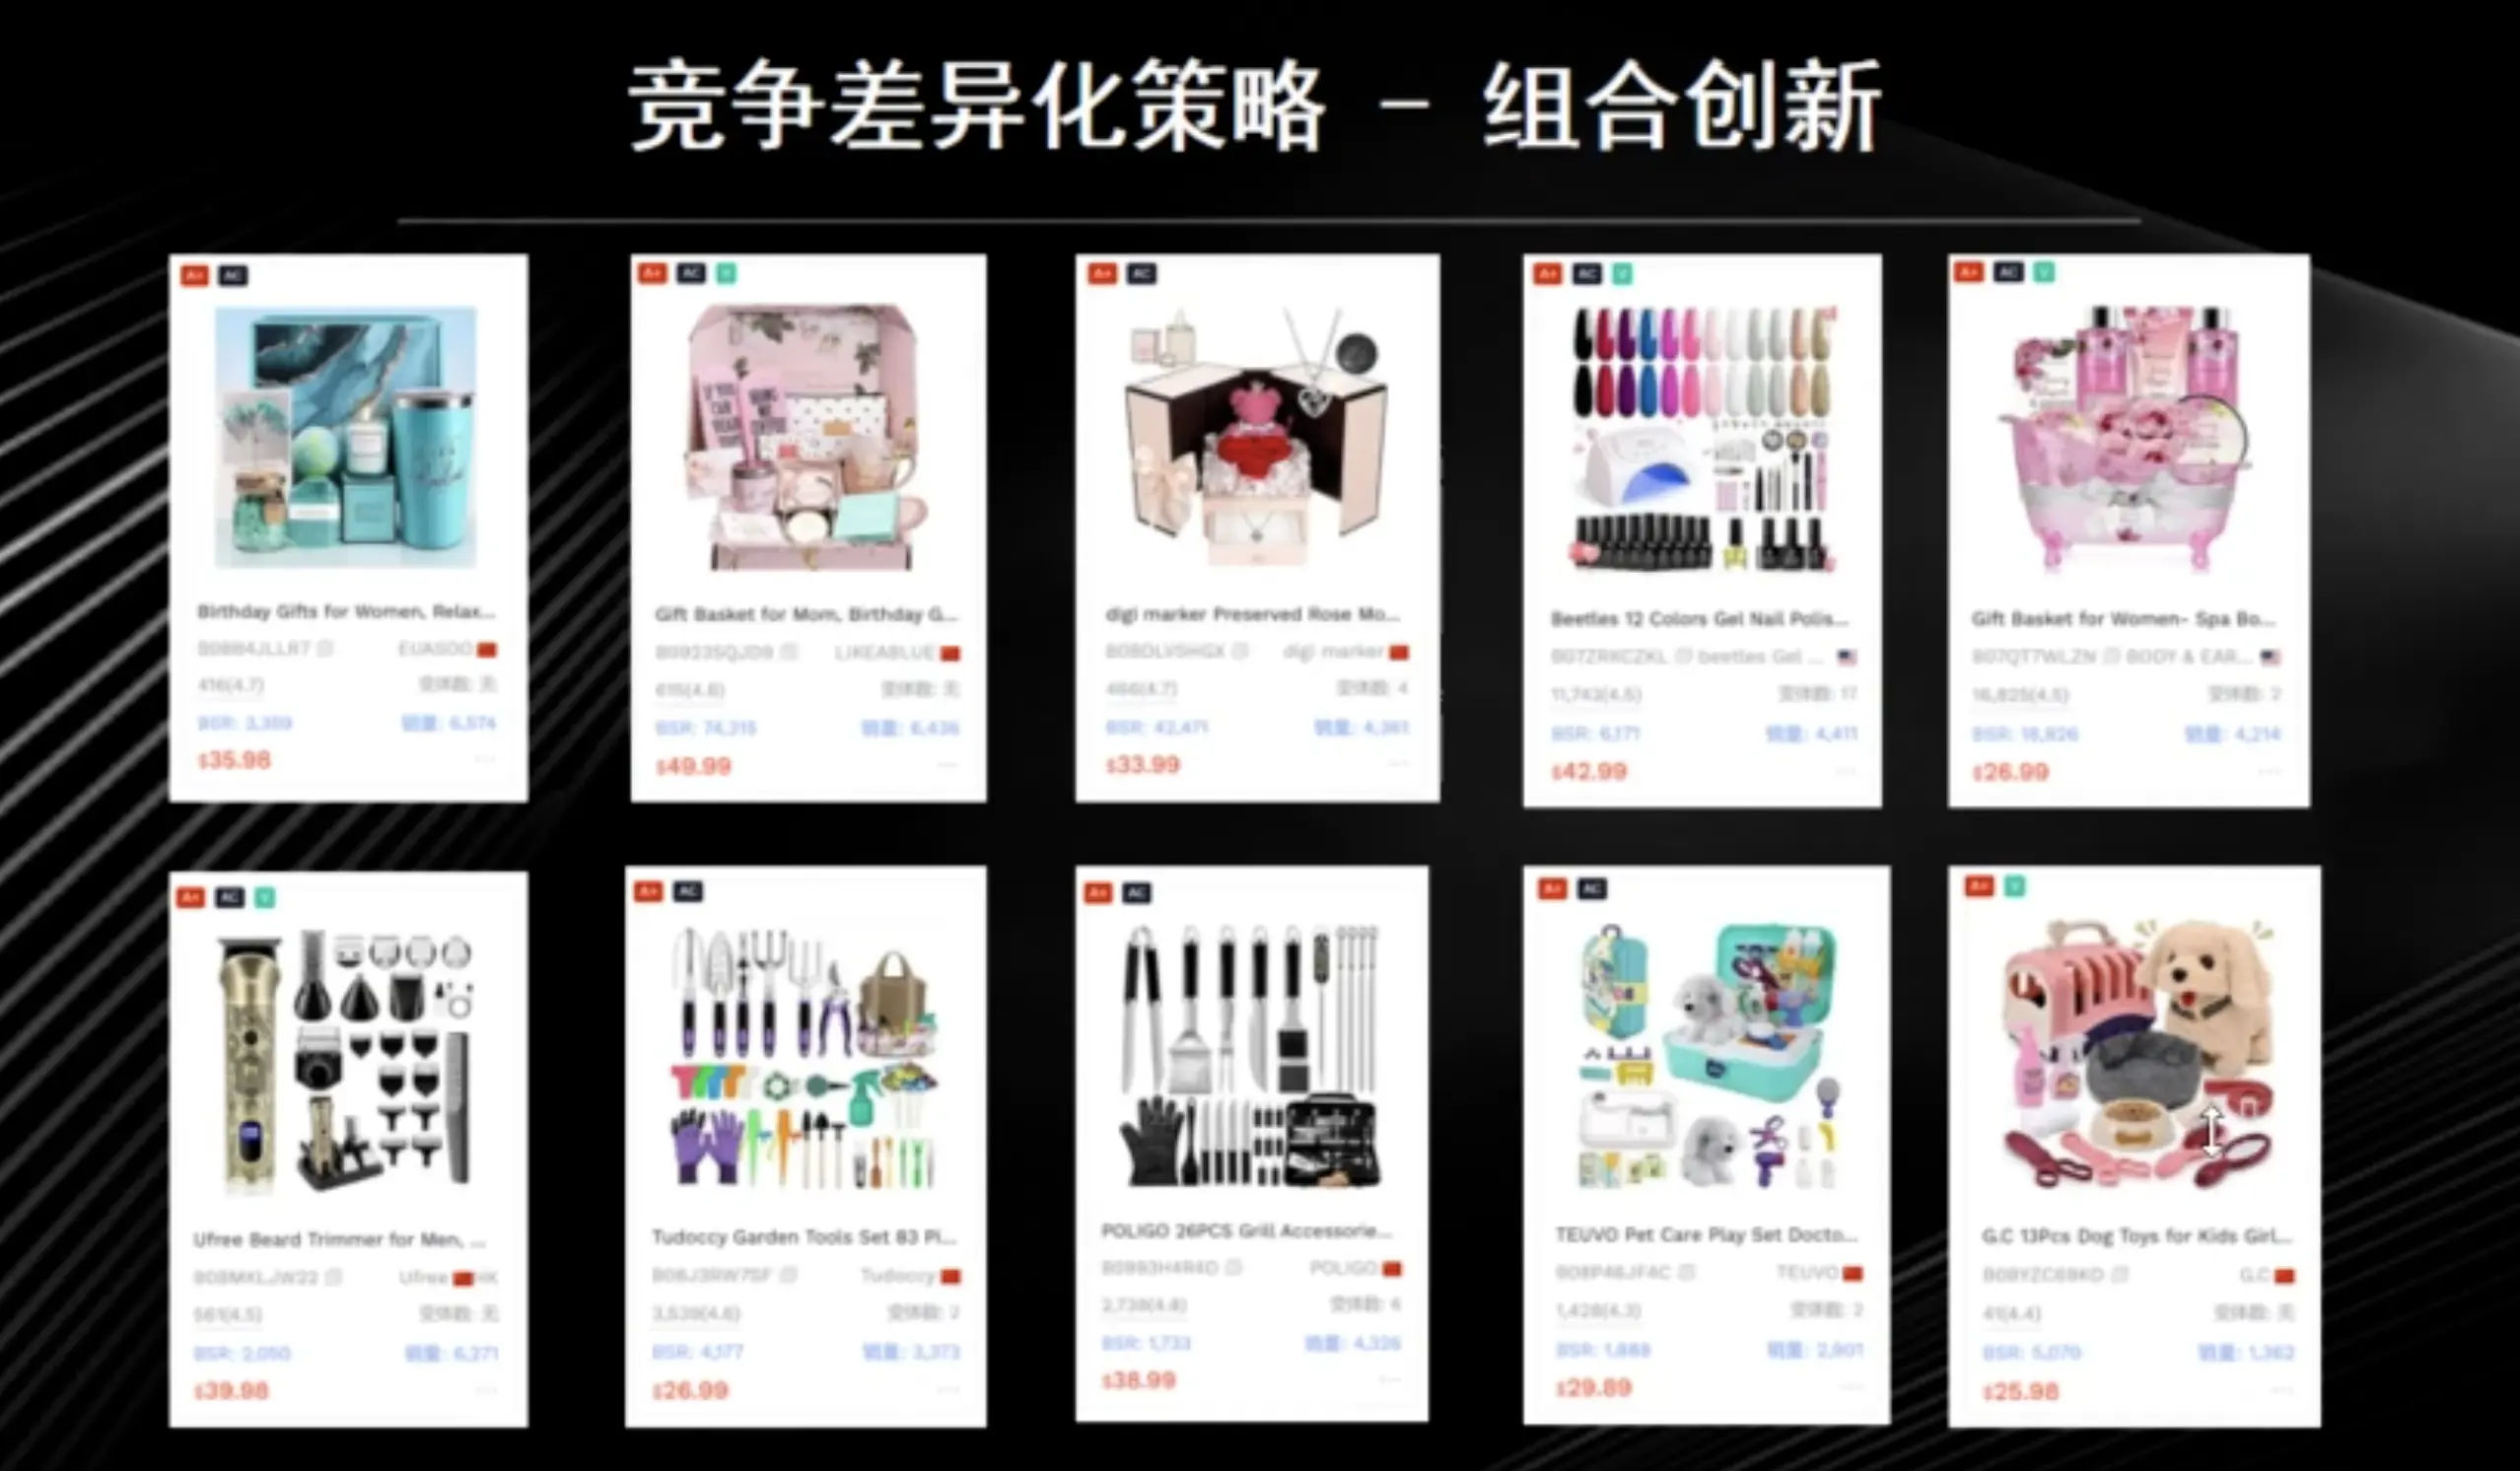 竞争差异化策略 - 组合创新
A+ AC
Birthday Gifts for Women, Relax...
EUASOO
416(4.7) 变体数: 无
BSR: 3,359 销量: 6,574
$35.98
A+ AC V
Gift Basket for Mom, Birthday G...
LIKEABLUE
615(4.8) 变体数: 无
BSR: 74,315 销量: 6,436
$49.99
A+ AC
digi marker Preserved Rose Mo...
digi marker
466(4.7) 变体数: 4
BSR: 42,471 销量: 4,361
$33.99
A+ AC V
Beetles 12 Colors Gel Nail Polis...
B07ZRKCZKL beetles Gel ...
11,743(4.5) 变体数: 17
BSR: 6,171 销量: 4,411
$42.99
A+ AC V
Gift Basket for Women- Spa Bo...
B07QT7WLZN BODY & EAR...
16,825(4.5) 变体数: 2
BSR: 18,826 销量: 4,214
$26.99
A+ AC V
Ufree Beard Trimmer for Men, ...
Ufree HK
561(4.5) 变体数: 无
BSR: 2,050 销量: 6,271
$39.98
A+ AC
Tudoccy Garden Tools Set 83 Pi...
Tudoccy
3,539(4.6) 变体数: 2
BSR: 4,177 销量: 3,373
$26.99
A+ AC
POLIGO 26PCS Grill Accessorie...
POLIGO
2,738(4.8) 变体数: 6
BSR: 1,733 销量: 4,326
$38.99
A+ AC
TEUVO Pet Care Play Set Docto...
TEUVO
1,428(4.3) 变体数: 2
BSR: 1,888 销量: 2,901
$29.89
A+ V
G.C 13Pcs Dog Toys for Kids Girl...
G.C
41(4.4) 变体数: 无
BSR: 5,070 销量: 1,362
$25.98